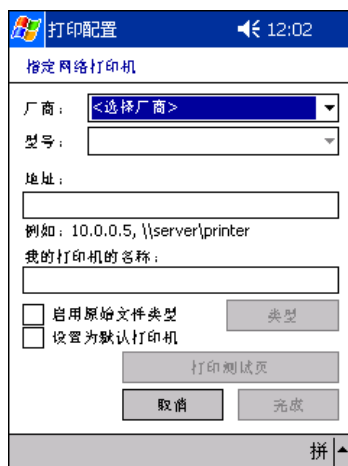 打印配置 12:02
指定网络打印机
厂商： <选择厂商>
型号：
地址：
例如：10.0.0.5, \\server\printer
我的打印机的名称：
启用原始文件类型 类型
设置为默认打印机
打印测试页
取消 完成
拼